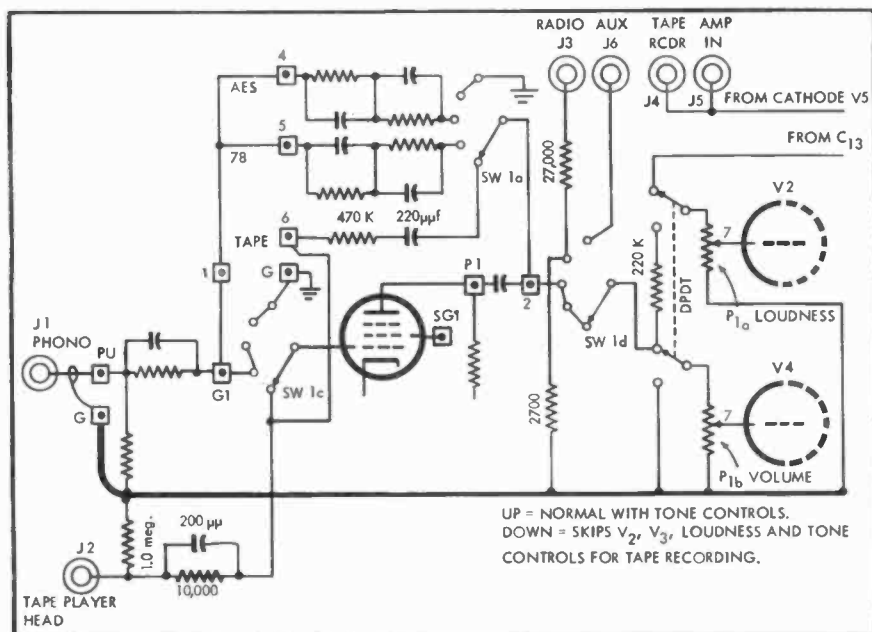 RADIO AUX TAPE AMP
J3 J6 RCDR IN
J4 J5 FROM CATHODE V5
FROM C13
4
AES
5
78
SW 1a
470 K 220μμf
6
TAPE
G
1
27,000
220 K
DPDT
V2
7
P1a LOUDNESS
P1
2
SG1
SW 1d
J1
PHONO
PU
G
G1
SW 1c
2700
V4
7
P1b VOLUME
UP = NORMAL WITH TONE CONTROLS.
DOWN = SKIPS V2, V3, LOUDNESS AND TONE
CONTROLS FOR TAPE RECORDING.
1.0 meg.
200 μμ
10,000
J2
TAPE PLAYER
HEAD